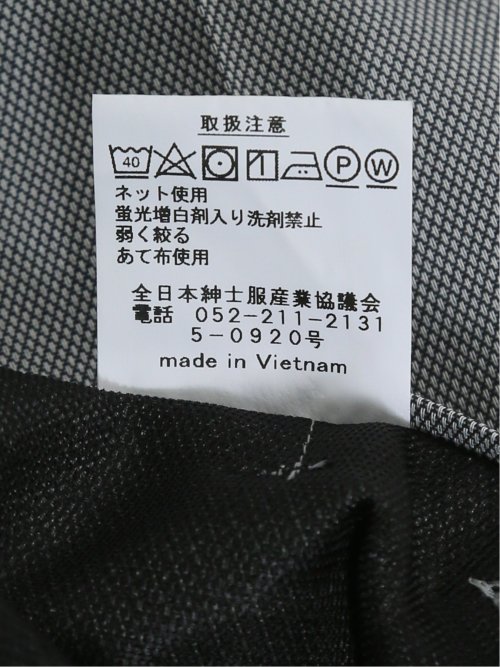 取扱注意
40 P W
ネット使用
蛍光増白剤入り洗剤禁止
弱く絞る
あて布使用
全日本紳士服産業協議会
電話 052-211-2131
5-0920号
made in Vietnam